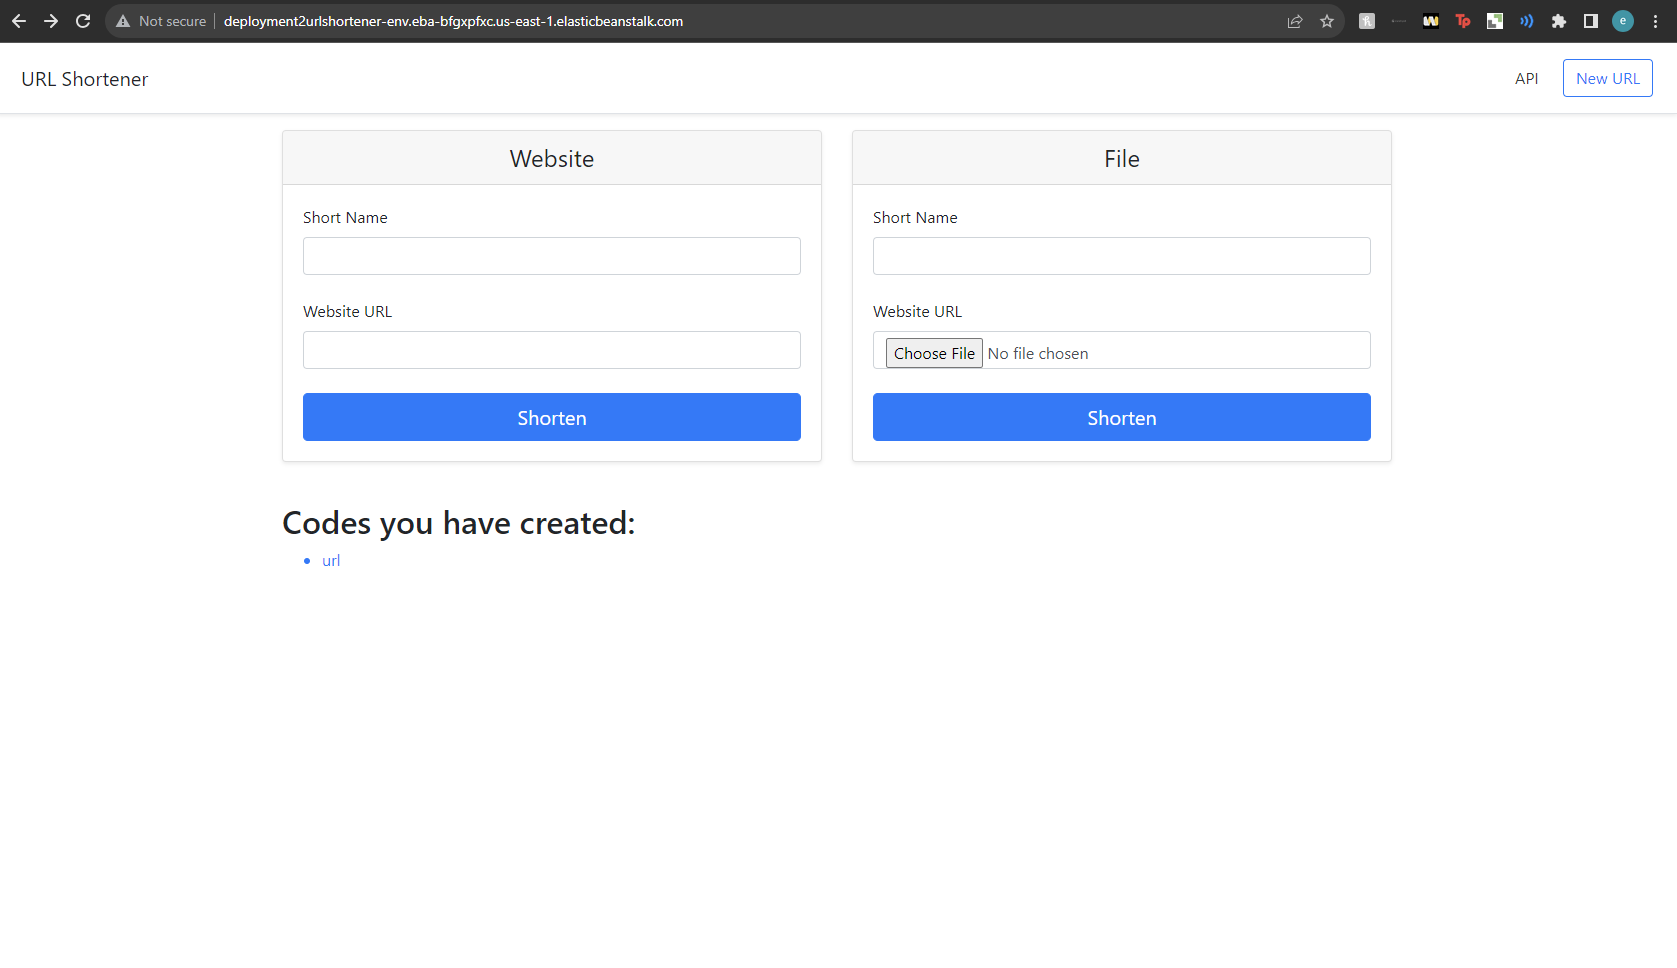 Not secure deployment2urlshortener-env.eba-bfgxpfxc.us-east-1.elasticbeanstalk.com
Tp
e
URL Shortener
API
New URL
Website
Short Name
Website URL
Shorten
File
Short Name
Website URL
Choose File No file chosen
Shorten
Codes you have created:
url